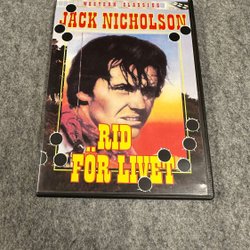 WESTERN CLASSICS
JACK NICHOLSON
RID
FÖR LIVET